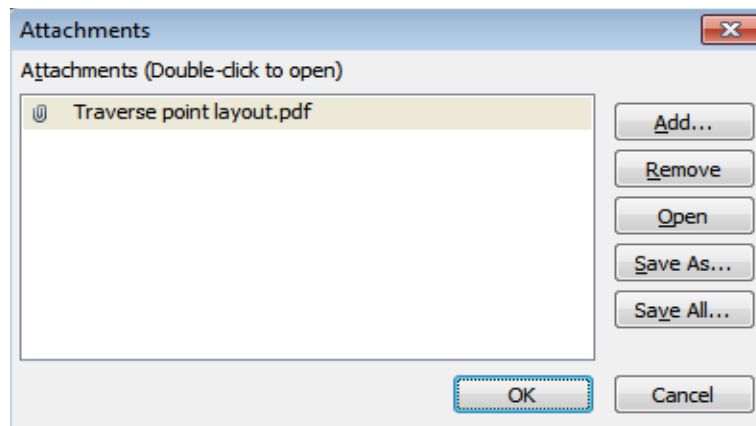 Attachments
Attachments (Double-click to open)
Traverse point layout.pdf
Add...
Remove
Open
Save As...
Save All...
OK
Cancel